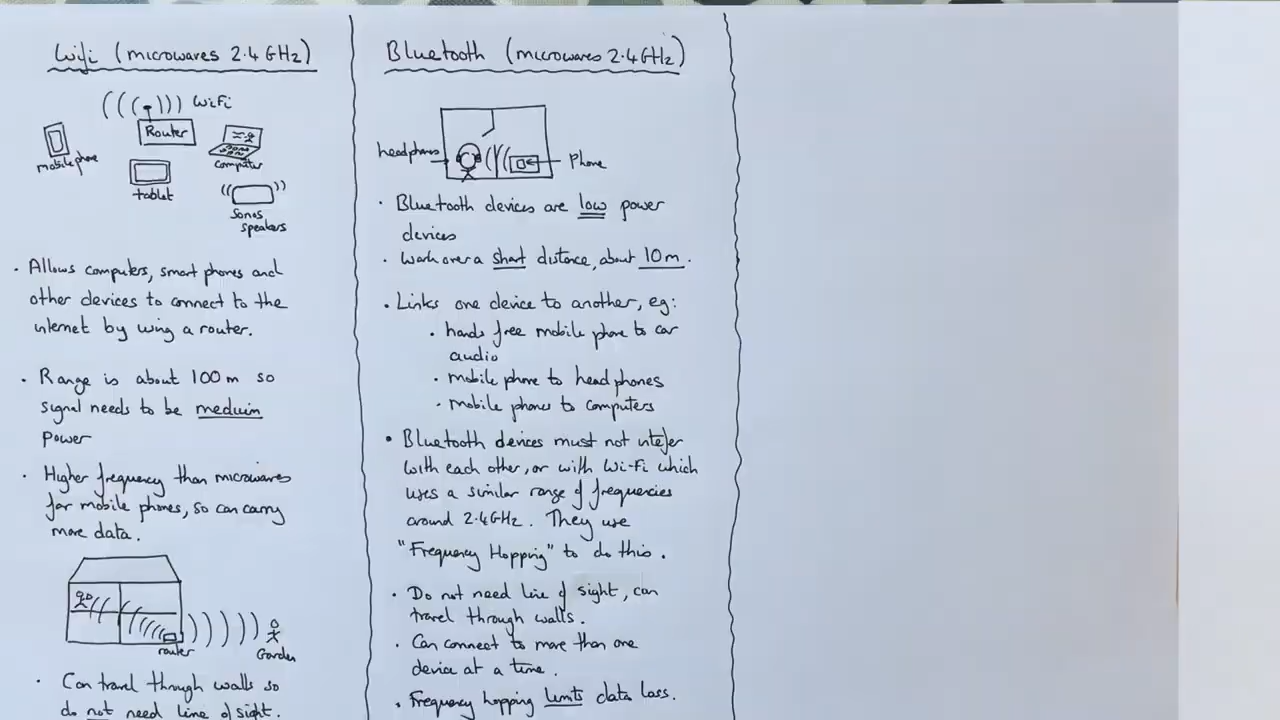 Wifi (microwaves 2.4 GHz)
(((·))) WiFi
Router
mobile phone
computer
tablet
Sonos
speakers
· Allows computers, smart phones and
other devices to connect to the
internet by using a router.
· Range is about 100 m so
signal needs to be medium
power
· Higher frequency than microwaves
for mobile phones, so can carry
more data.
router
Garden
· Can travel through walls so
do not need line of sight.
Bluetooth (microwaves 2.4 GHz)
headphones
Phone
· Bluetooth devices are low power
devices
· Work over a short distance, about 10 m.
· Links one device to another, eg:
· hands free mobile phone to car
audio
· mobile phone to headphones
· mobile phones to computers
· Bluetooth devices must not intefer
with each other, or with Wi-Fi which
uses a similar range of frequencies
around 2.4 GHz. They use
"Frequency Hopping" to do this.
· Do not need line of sight, can
travel through walls.
· Can connect to more than one
device at a time.
· Frequency hopping limits data loss.